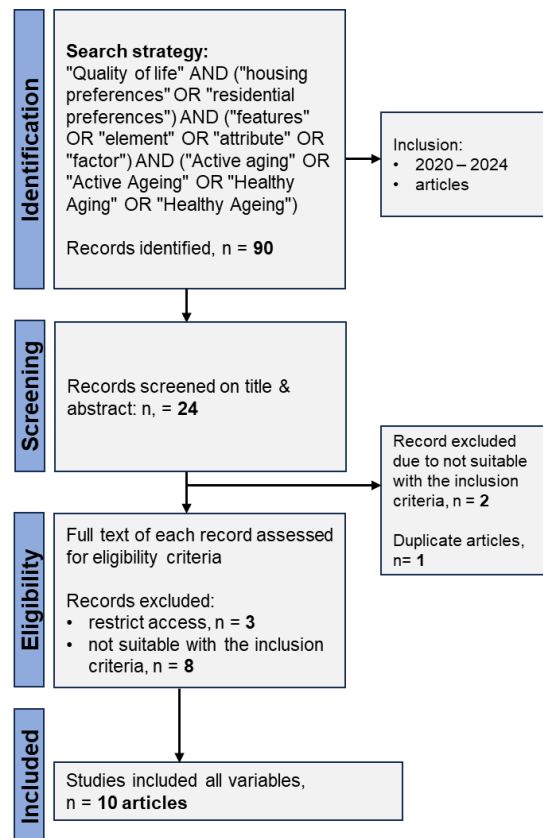 Identification
Search strategy:
"Quality of life" AND ("housing
preferences" OR "residential
preferences") AND ("features"
OR "element" or "attribute" OR
"factor") AND ("Active aging" OR
"Active Ageing" OR "Healthy
Aging" OR "Healthy Ageing")
Records identified, n = 90
Inclusion:
• 2020 – 2024
• articles
Screening
Records screened on title &
abstract: n, = 24
Record excluded
due to not suitable
with the inclusion
criteria, n = 2
Duplicate articles,
n= 1
Eligibility
Full text of each record assessed
for eligibility criteria
Records excluded:
• restrict access, n = 3
• not suitable with the inclusion
criteria, n = 8
Included
Studies included all variables,
n = 10 articles